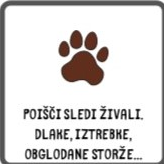 POIŠČI SLEDI ŽIVALI.
DLAKE, IZTREBKE,
OBGLODANE STORŽE...